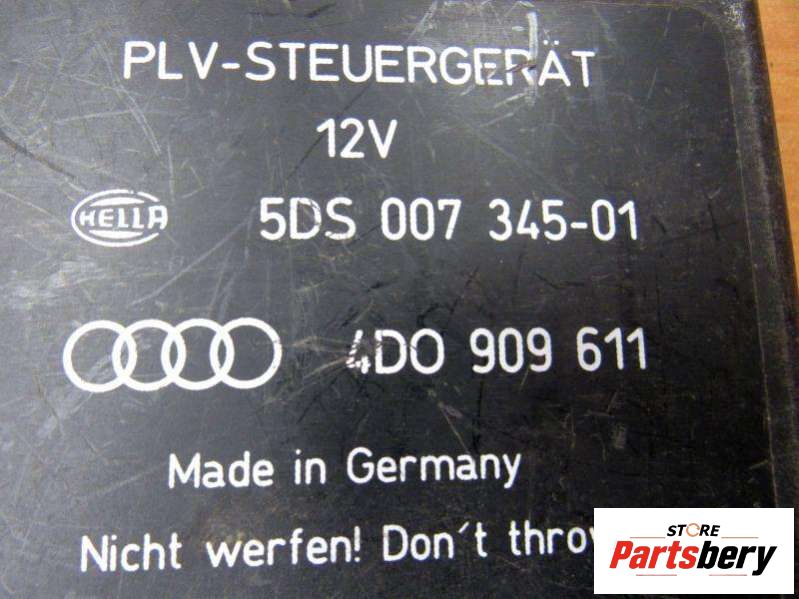 PLV-STEUERGERÄT
12V
HELLA 5DS 007 345-01
4D0 909 611
Made in Germany
Nicht werfen! Don´t
STORE
Partsbery